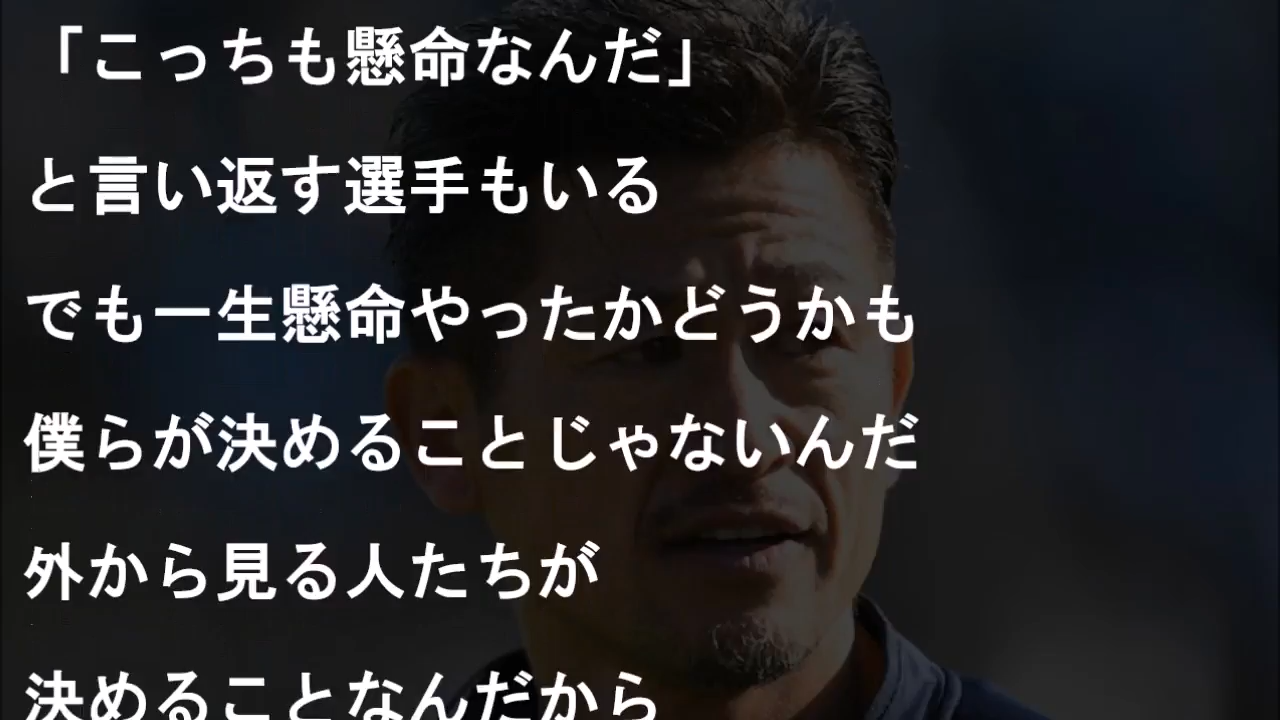 「こっちも懸命なんだ」
と言い返す選手もいる
でも一生懸命やったかどうかも
僕らが決めることじゃないんだ
外から見る人たちが
決めることなんだから